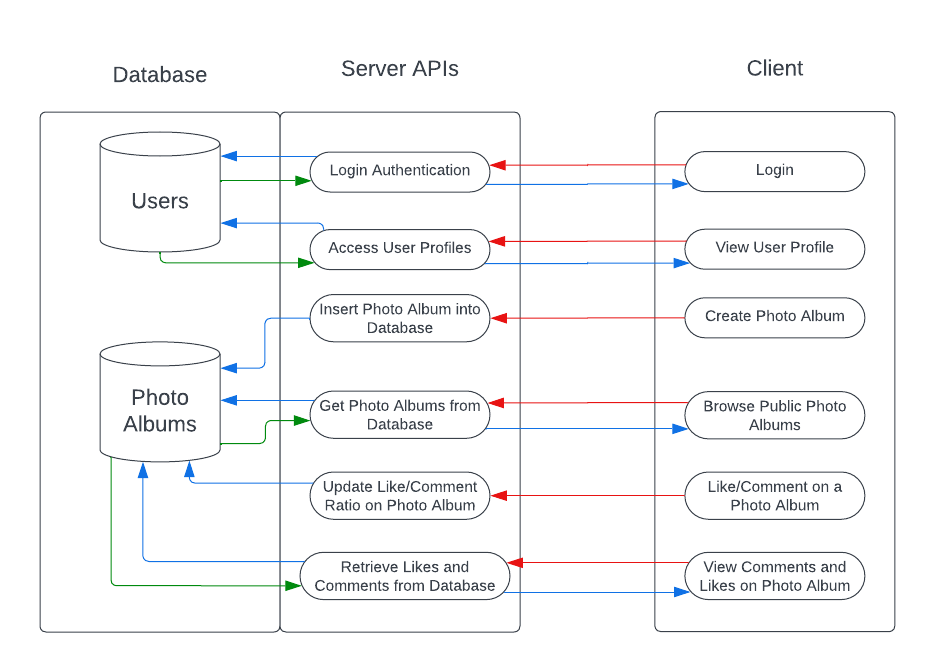 Database
Server APIs
Client
Users
Login Authentication
Login
Access User Profiles
View User Profile
Insert Photo Album into
Database
Create Photo Album
Photo
Albums
Get Photo Albums from
Database
Browse Public Photo
Albums
Update Like/Comment
Ratio on Photo Album
Like/Comment on a
Photo Album
Retrieve Likes and
Comments from Database
View Comments and
Likes on Photo Album